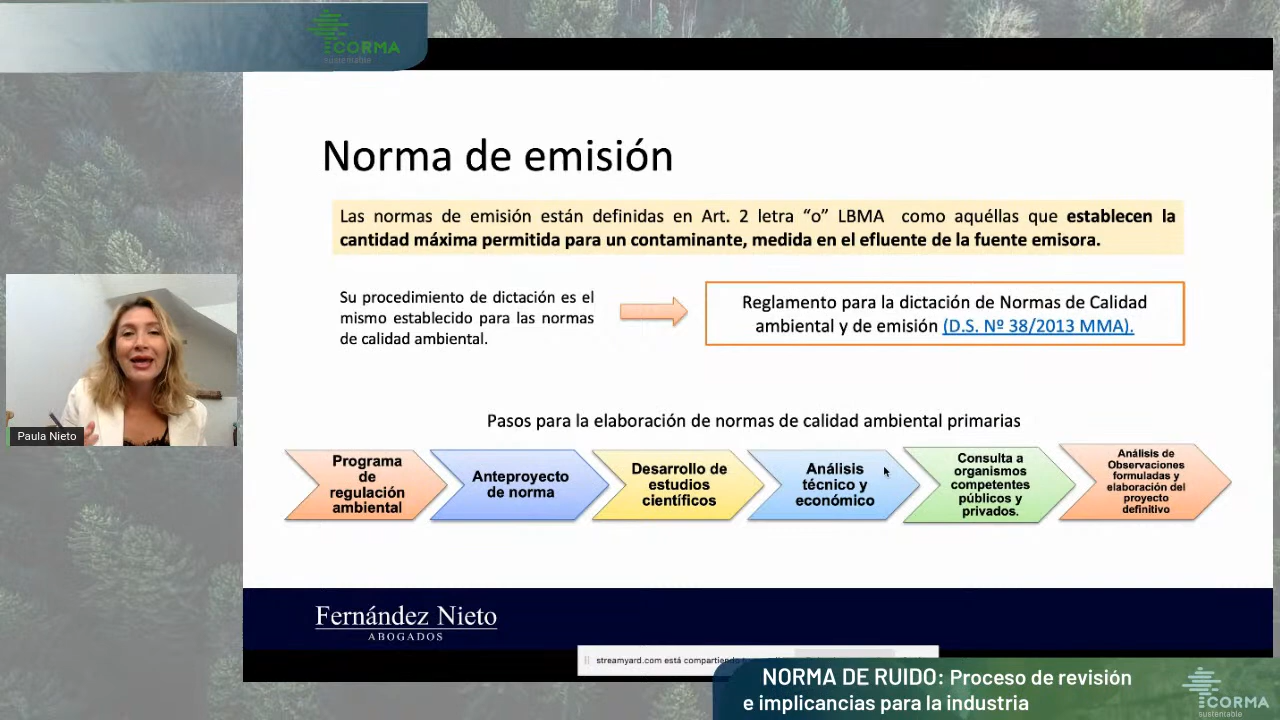 CORMA
sustentable
Norma de emisión
Las normas de emisión están definidas en Art. 2 letra “o” LBMA como aquéllas que establecen la
cantidad máxima permitida para un contaminante, medida en el efluente de la fuente emisora.
Su procedimiento de dictación es el
mismo establecido para las normas
de calidad ambiental.
Reglamento para la dictación de Normas de Calidad
ambiental y de emisión (D.S. Nº 38/2013 MMA).
Pasos para la elaboración de normas de calidad ambiental primarias
Programa
de
regulación
ambiental
Anteproyecto
de norma
Desarrollo de
estudios
científicos
Análisis
técnico y
económico
Consulta a
organismos
competentes
públicos y
privados.
Análisis de
Observaciones
formuladas y
elaboración del
proyecto
definitivo
Paula Nieto
Fernández Nieto
ABOGADOS
streamyard.com está compartiendo
NORMA DE RUIDO: Proceso de revisión
e implicancias para la industria
CORMA
sustentable